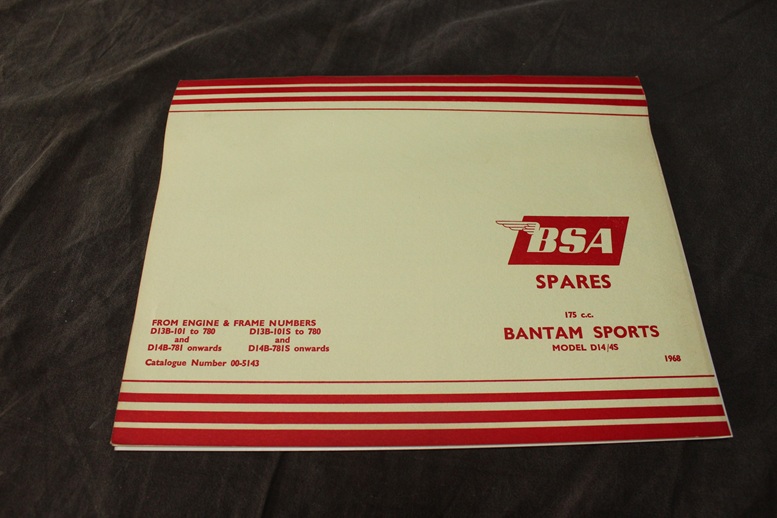 BSA
SPARES
175 c.c.
BANTAM SPORTS
MODEL D14/4S
1968
FROM ENGINE & FRAME NUMBERS
D13B-101 to 780 D13B-101S to 780
and and
D14B-781 onwards D14B-781S onwards
Catalogue Number 00-5143